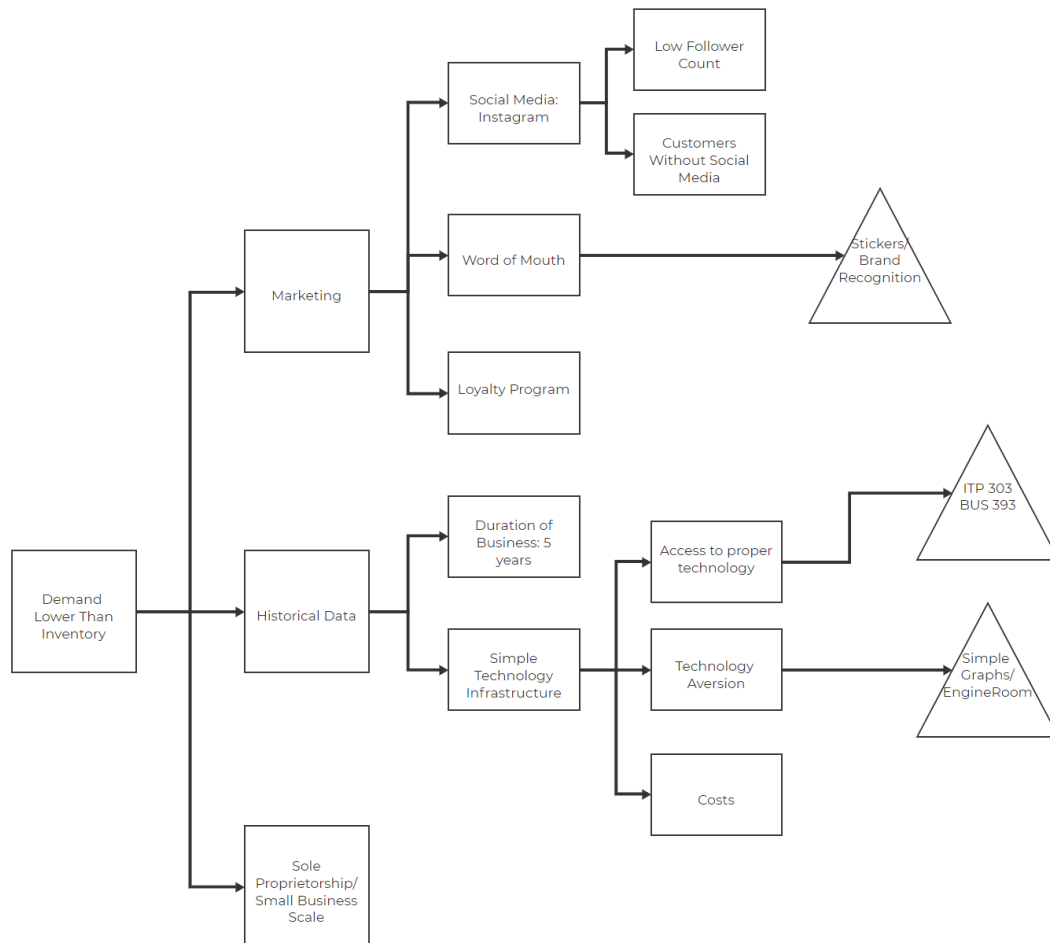 Low Follower
Count
Social Media:
Instagram
Customers
Without Social
Media
Stickers/
Brand
Recognition
Word of Mouth
Marketing
Loyalty Program
ITP 303
BUS 393
Duration of
Business: 5
years
Access to proper
technology
Demand
Lower Than
Inventory
Historical Data
Simple
Technology
Infrastructure
Technology
Aversion
Simple
Graphs/
EngineRoom
Costs
Sole
Proprietorship/
Small Business
Scale